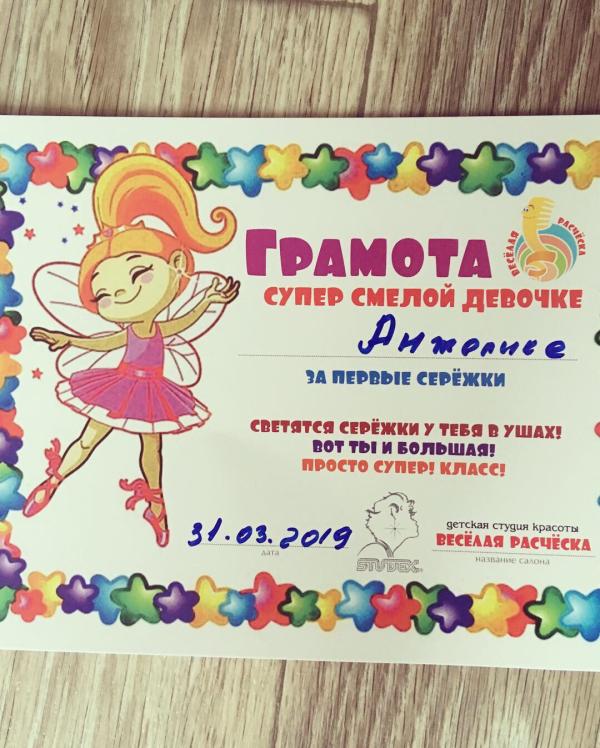 ГРАМОТА
ВЕСЁЛАЯ РАСЧЁСКА
СУПЕР СМЕЛОЙ ДЕВОЧКЕ
Анжелике
ЗА ПЕРВЫЕ СЕРЁЖКИ
СВЕТЯТСЯ СЕРЁЖКИ У ТЕБЯ В УШАХ!
ВОТ ТЫ И БОЛЬШАЯ!
ПРОСТО СУПЕР! КЛАСС!
31.03.2019
дата
STUDEX
детская студия красоты
ВЕСЁЛАЯ РАСЧЁСКА
название салона